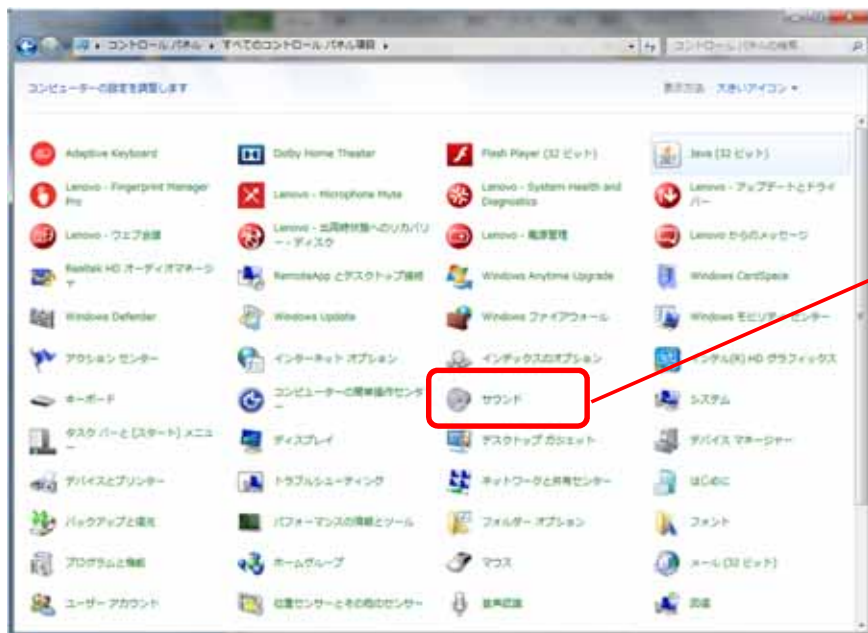 コントロール パネル ▸ すべてのコントロール パネル項目 ▸
コントロール パネルの検索
コンピューターの設定を調整します
表示方法: 大きいアイコン
Adaptive Keyboard
Dolby Home Theater
Flash Player (32 ビット)
Java (32 ビット)
Lenovo - Fingerprint Manager
Pro
Lenovo - Microphone Mute
Lenovo - System Health and
Diagnostics
Lenovo - アップデートとドライ
バー
Lenovo - ウェブ会議
Lenovo - 出荷時状態へのリカバリ
ー・ディスク
Lenovo - 電源管理
Lenovo からのメッセージ
Realtek HD オーディオマネージ
ャ
RemoteApp とデスクトップ接続
Windows Anytime Upgrade
Windows CardSpace
Windows Defender
Windows Update
Windows ファイアウォール
Windows モビリティ センター
アクション センター
インターネット オプション
インデックスのオプション
インテル(R) HD グラフィックス
キーボード
コンピューターの簡単操作センタ
ー
サウンド
システム
タスク バーと [スタート] メニュ
ー
ディスプレイ
デスクトップ ガジェット
デバイス マネージャー
デバイスとプリンター
トラブルシューティング
ネットワークと共有センター
はじめに
バックアップと復元
パフォーマンスの情報とツール
フォルダー オプション
フォント
プログラムと機能
ホームグループ
マウス
メール (32 ビット)
ユーザー アカウント
位置センサーとその他のセンサー
音声認識
回復